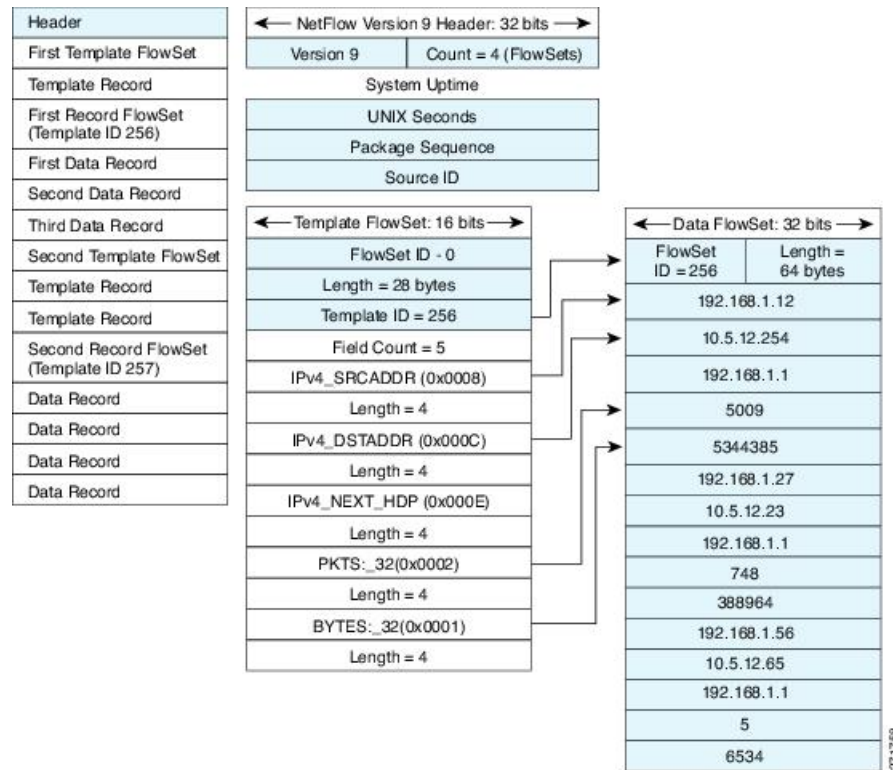 Header
First Template FlowSet
Template Record
First Record FlowSet
(Template ID 256)
First Data Record
Second Data Record
Third Data Record
Second Template FlowSet
Template Record
Template Record
Second Record FlowSet
(Template ID 257)
Data Record
Data Record
Data Record
Data Record
NetFlow Version 9 Header: 32 bits
Version 9
Count = 4 (FlowSets)
System Uptime
UNIX Seconds
Package Sequence
Source ID
Template FlowSet: 16 bits
FlowSet ID - 0
Length = 28 bytes
Template ID = 256
Field Count = 5
IPv4_SRCADDR (0x0008)
Length = 4
IPv4_DSTADDR (0x000C)
Length = 4
IPv4_NEXT_HDP (0x000E)
Length = 4
PKTS:_32(0x0002)
Length = 4
BYTES:_32(0x0001)
Length = 4
Data FlowSet: 32 bits
FlowSet
ID = 256
Length =
64 bytes
192.168.1.12
10.5.12.254
192.168.1.1
5009
5344385
192.168.1.27
10.5.12.23
192.168.1.1
748
388964
192.168.1.56
10.5.12.65
192.168.1.1
5
6534